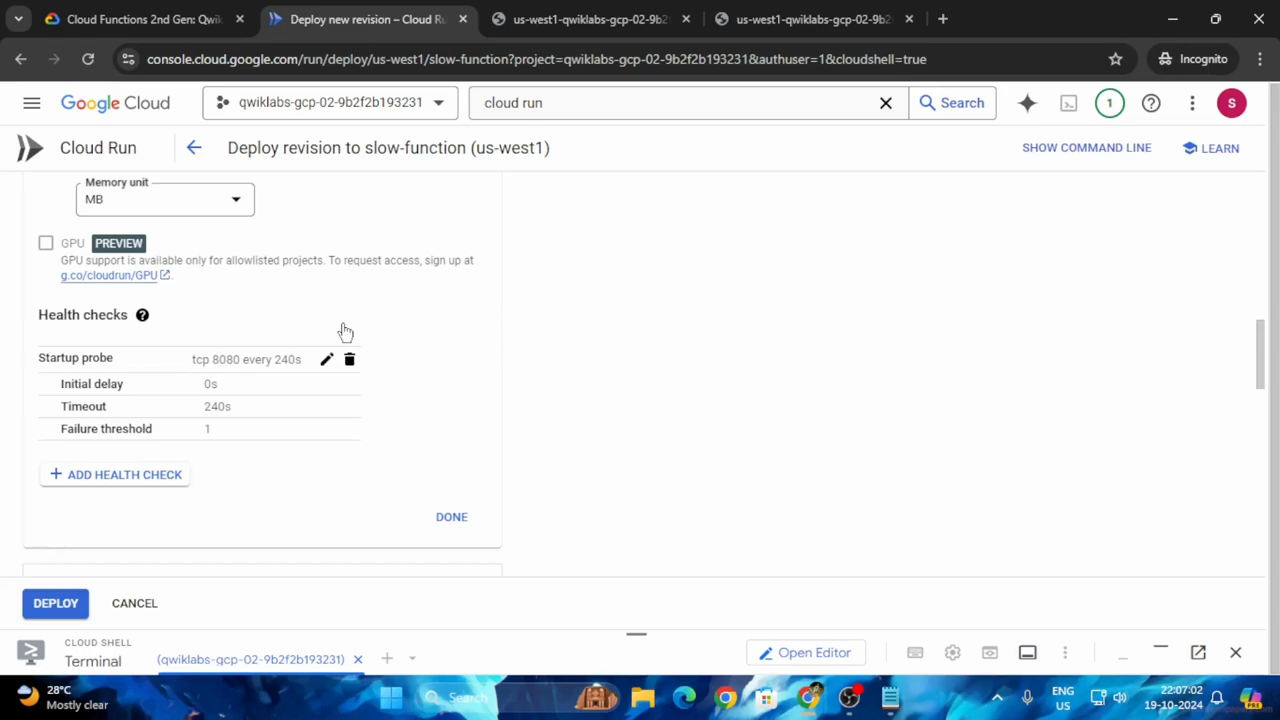 Cloud Functions 2nd Gen: Qwik
Deploy new revision – Cloud Ru
us-west1-qwiklabs-gcp-02-9b2
us-west1-qwiklabs-gcp-02-9b2
console.cloud.google.com/run/deploy/us-west1/slow-function?project=qwiklabs-gcp-02-9b2f2b193231&authuser=1&cloudshell=true
Incognito
Google Cloud
qwiklabs-gcp-02-9b2f2b193231
cloud run
Search
1
S
Cloud Run
Deploy revision to slow-function (us-west1)
SHOW COMMAND LINE
LEARN
Memory unit
MB
GPU PREVIEW
GPU support is available only for allowlisted projects. To request access, sign up at
g.co/cloudrun/GPU.
Health checks
Startup probe tcp 8080 every 240s
Initial delay 0s
Timeout 240s
Failure threshold 1
ADD HEALTH CHECK
DONE
DEPLOY
CANCEL
CLOUD SHELL
Terminal
(qwiklabs-gcp-02-9b2f2b193231)
Open Editor
28°C
Mostly clear
Search
ENG
US
22:07:02
19-10-2024
PRE